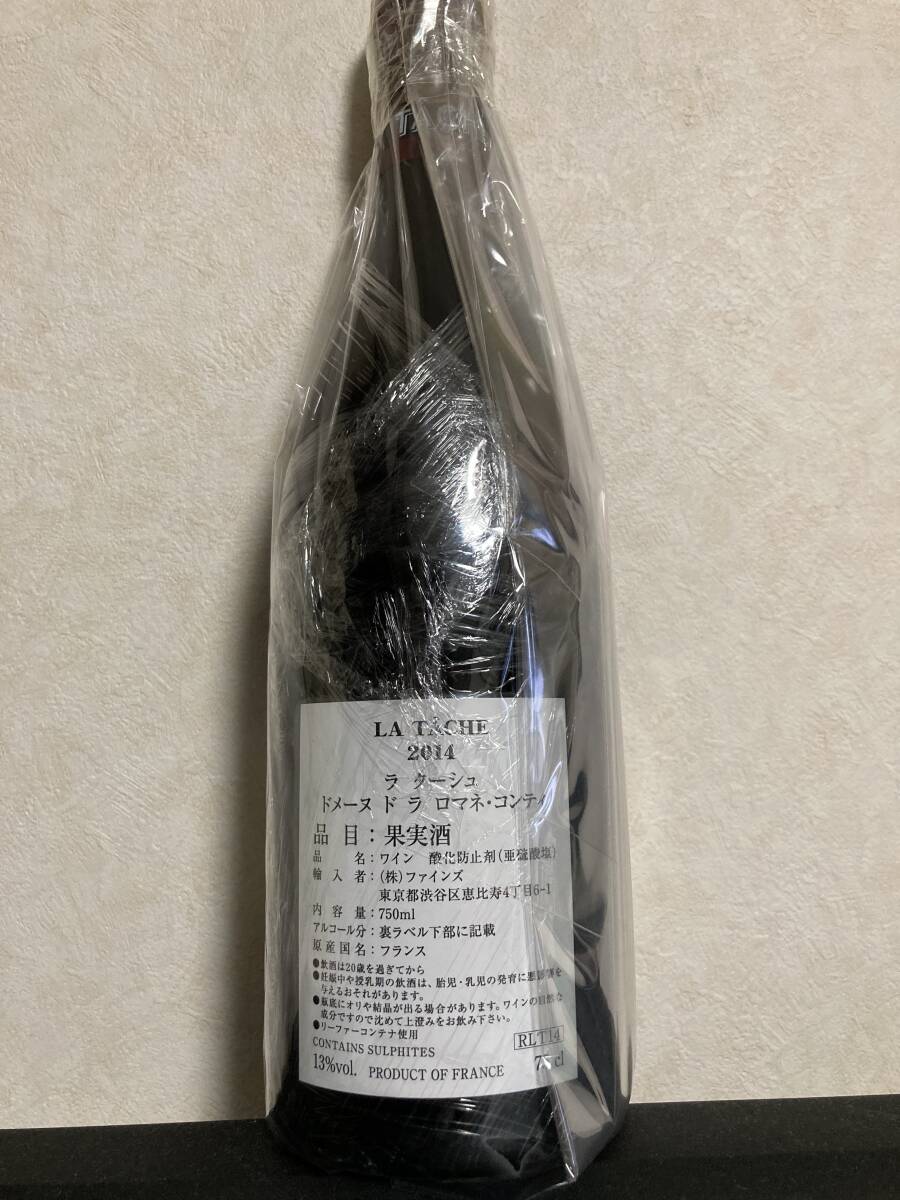 LA TÂCHE
2014
ラ ターシュ
ドメーヌ ド ラ ロマネ・コンティ
品 目：果実酒
品 名：ワイン 酸化防止剤（亜硫酸塩）
輸 入 者：（株）ファインズ
東京都渋谷区恵比寿4丁目6-1
内 容 量：750ml
アルコール分：裏ラベル下部に記載
原 産 国 名：フランス
●飲酒は20歳を過ぎてから
●妊娠中や授乳期の飲酒は、胎児・乳児の発育に悪影響を
与えるおそれがあります。
●瓶底にオリや結晶が出る場合があります。ワインの自然な
成分ですので沈めて上澄みをお飲み下さい。
●リーファーコンテナ使用
RLT14
CONTAINS SULPHITES
13%vol. PRODUCT OF FRANCE 75 cl